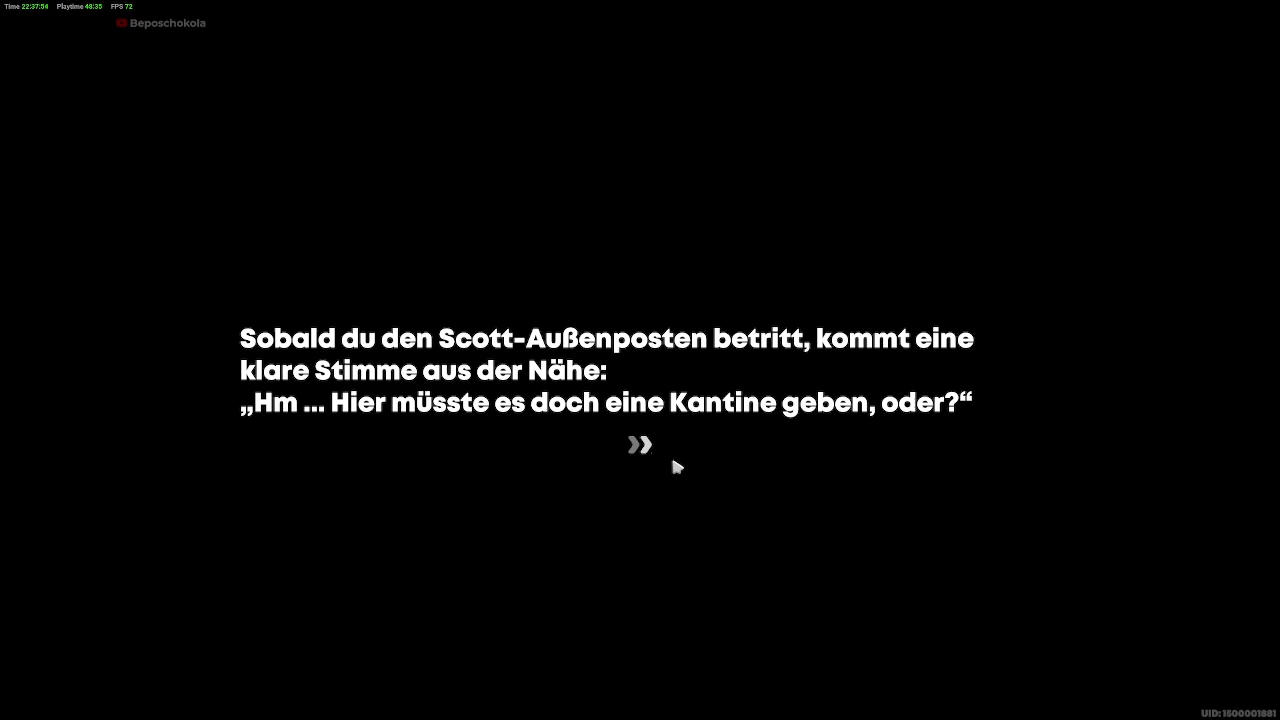 Time 22:37:54 Playtime 48:35 FPS 72
Beposchokola
Sobald du den Scott-Außenposten betritt, kommt eine
klare Stimme aus der Nähe:
„Hm ... Hier müsste es doch eine Kantine geben, oder?“
UID: 1500001881